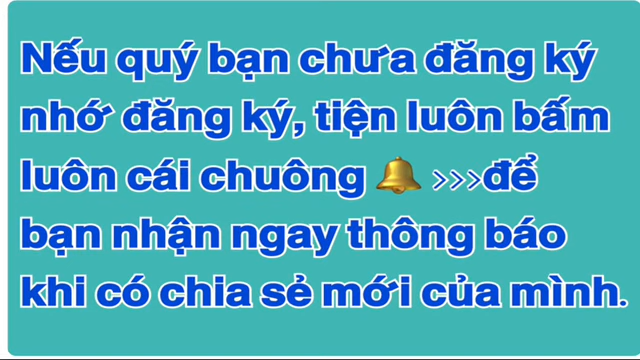 Nếu quý bạn chưa đăng ký
nhớ đăng ký, tiện luôn bấm
luôn cái chuông 🔔 >>>để
bạn nhận ngay thông báo
khi có chia sẻ mới của mình.